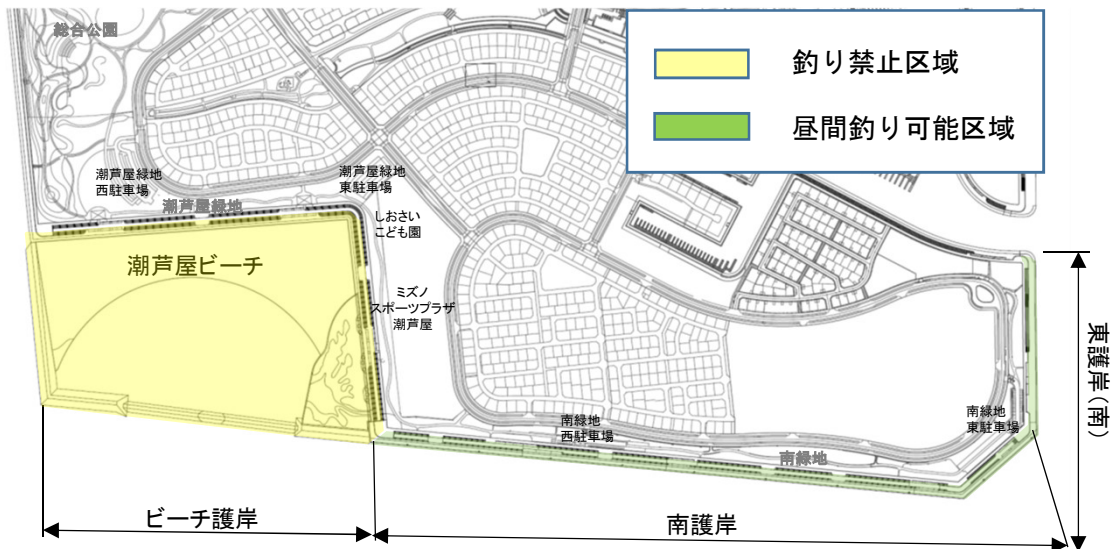 総合公園
釣り禁止区域
昼間釣り可能区域
潮芦屋緑地
西駐車場
潮芦屋緑地
東駐車場
潮芦屋緑地
しおさい
こども園
潮芦屋ビーチ
ミズノ
スポーツプラザ
潮芦屋
東護岸(南)
南緑地
西駐車場
南緑地
東駐車場
南緑地
ビーチ護岸
南護岸